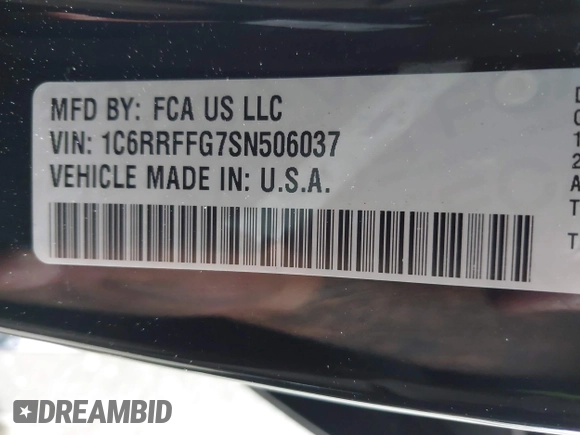 MFD BY: FCA US LLC
VIN: 1C6RRFFG7SN506037
VEHICLE MADE IN: U.S.A.
DREAMBID